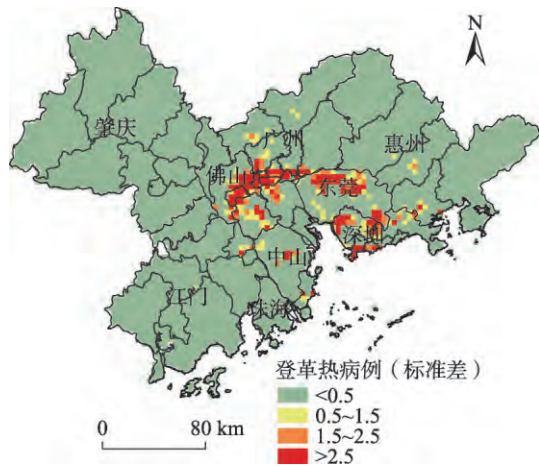 N
肇庆
广州
惠州
佛山
东莞
深圳
中山
江门
珠海
登革热病例（标准差）
<0.5
0.5~1.5
1.5~2.5
>2.5
0 80 km